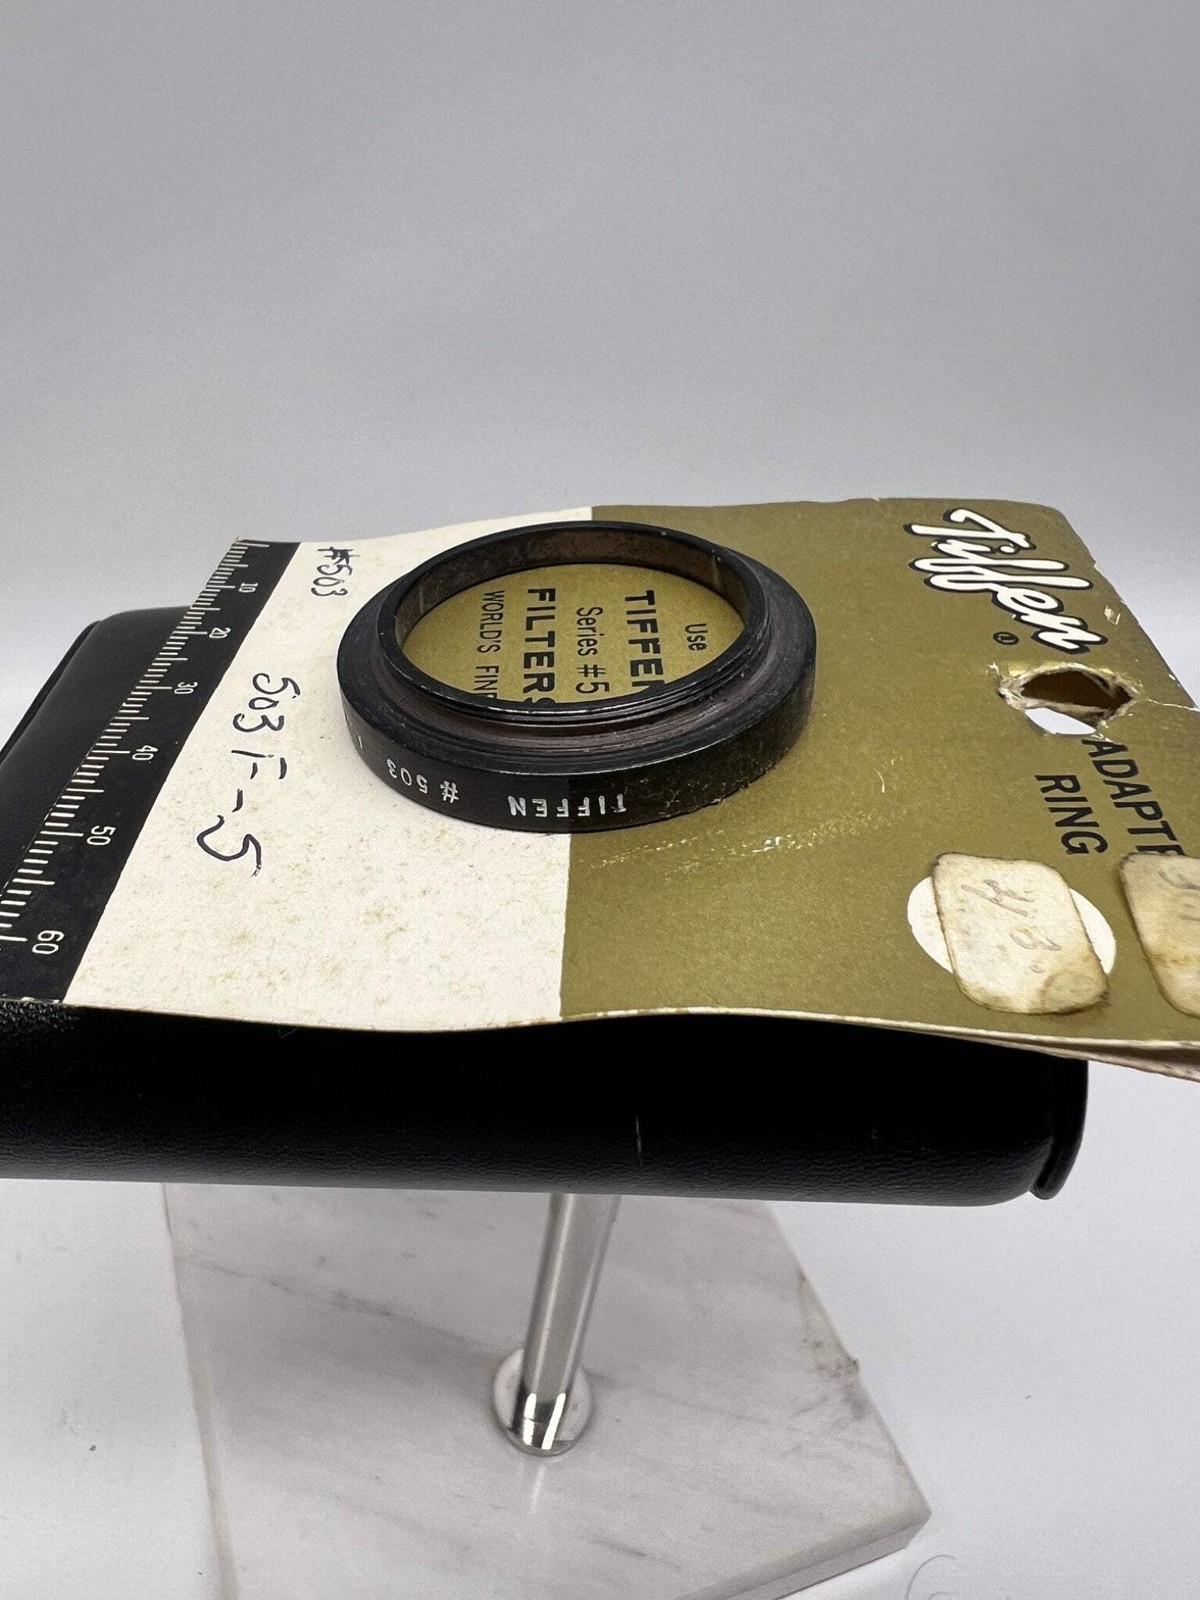 Tiffen®
ADAPTE
RING
Use
TIFFEN
Series #5
FILTERS
WORLD'S FIN
TIFFEN #503
#503
503 F-5
10
20
30
40
50
60